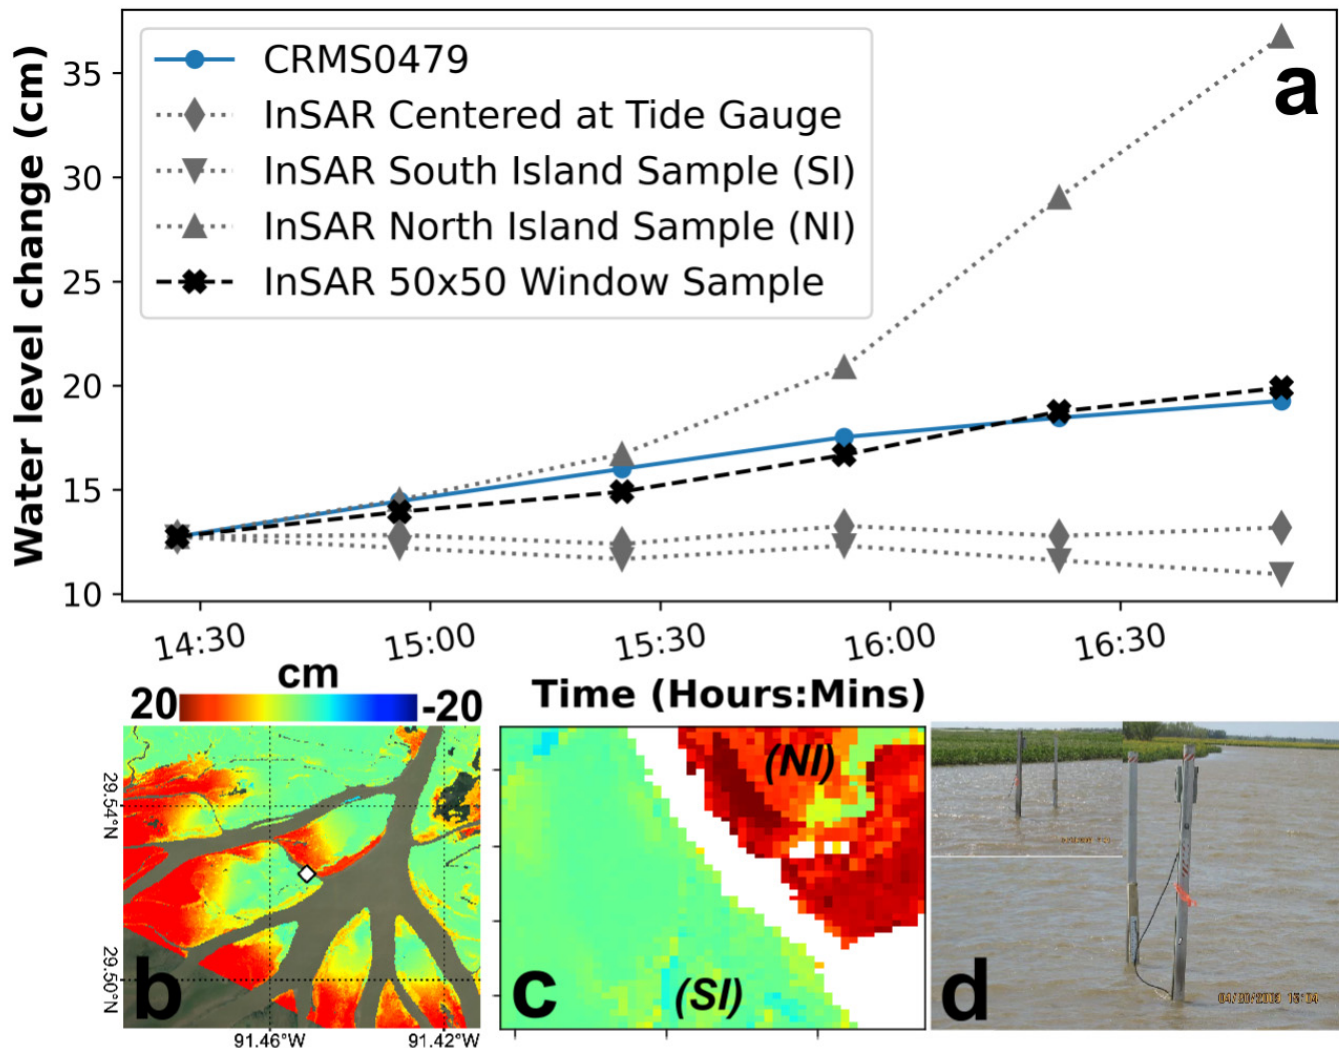 Water level change (cm)
35
30
25
20
15
10
CRMS0479
InSAR Centered at Tide Gauge
InSAR South Island Sample (SI)
InSAR North Island Sample (NI)
InSAR 50x50 Window Sample
a
14:30
15:00
15:30
16:00
16:30
Time (Hours:Mins)
cm
20
-20
29.54°N
29.50°N
91.46°W
91.42°W
b
(NI)
(SI)
c
d